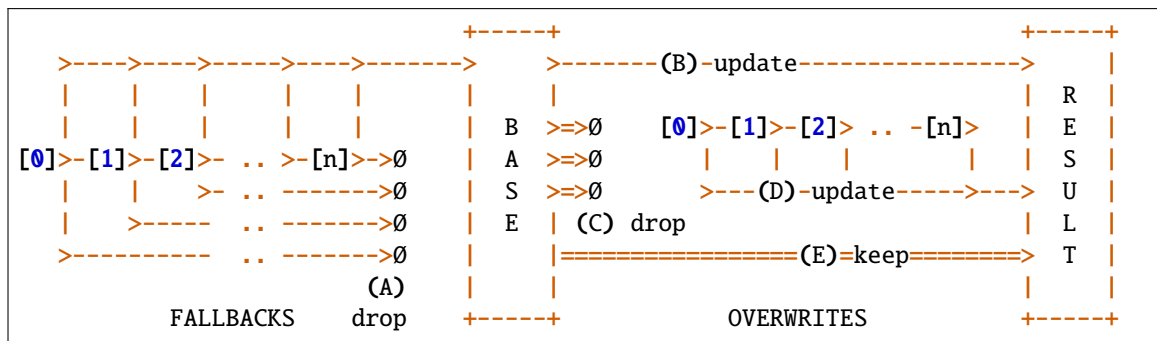 +-----+                                       +-----+
    >---->---->----->---->------->      >-------(B)-update---------------->      |
    |    |    |     |    |        |     |                                 |  R  |
    |    |    |     |    |        |  B  >=>Ø    [0]>-[1]>-[2]> .. -[n]>   |  E  |
[0]>-[1]>-[2]>- .. >-[n]>->Ø     |  A  >=>Ø       |    |    |        |   |  S  |
    |    |    >-  .. ------->Ø    |  S  >=>Ø       >---(D)-update----->--->  U  |
    |    >-----  .. ------->Ø     |  E  | (C) drop                        |  L  |
    >----------  .. ------->Ø     |     |=================(E)=keep========>  T  |
                         (A)      |     |                                 |     |
           FALLBACKS    drop      +-----+            OVERWRITES           +-----+